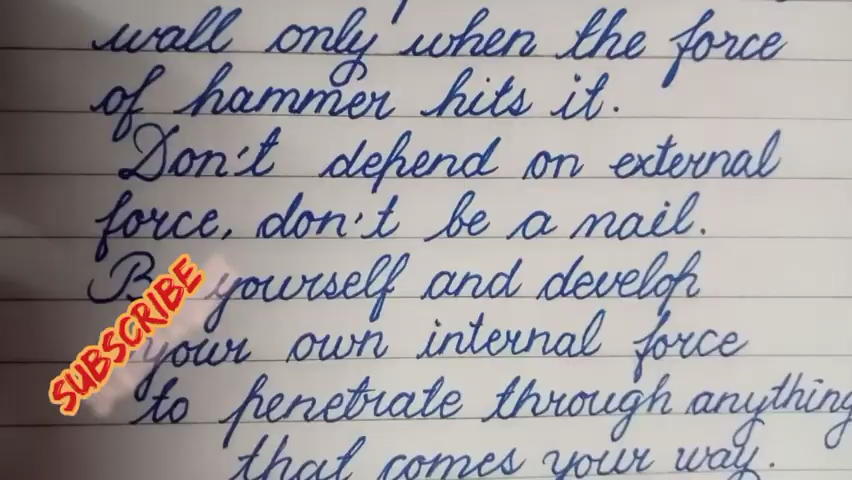 wall only when the force
of hammer hits it.
Don't depend on external
force, don't be a nail.
yourself and develop
SUBSCRIBE
your own internal force
to penetrate through anything
that comes your way.